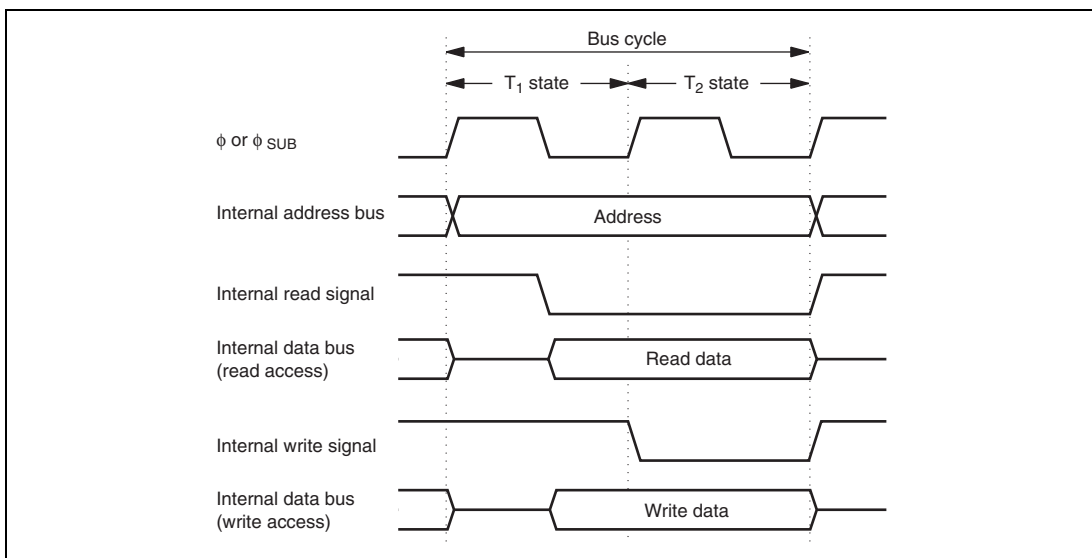 Bus cycle
T₁ state
T₂ state
ϕ or ϕ SUB
Internal address bus
Address
Internal read signal
Internal data bus
(read access)
Read data
Internal write signal
Internal data bus
(write access)
Write data